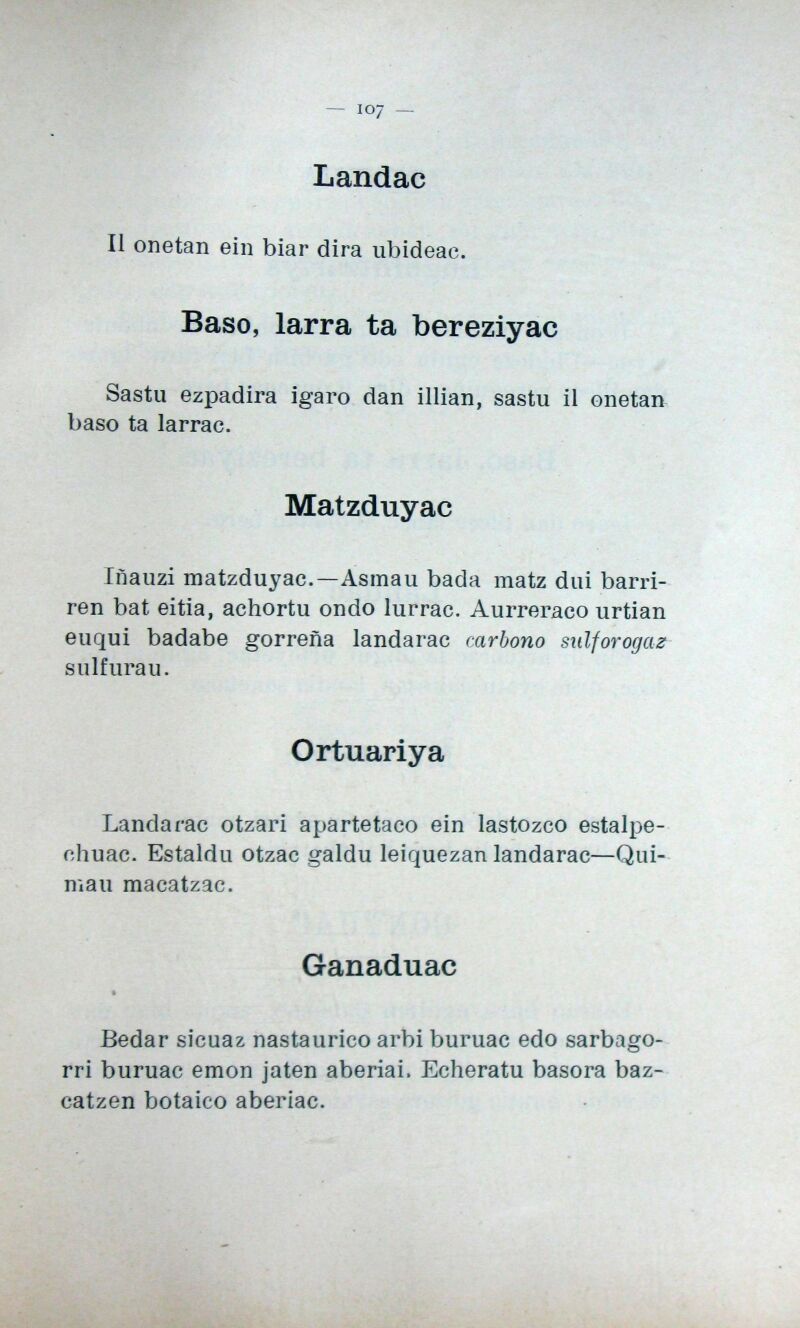 — 107 —
Landac
Il onetan ein biar dira ubideac.
Baso, larra ta bereziyac
Sastu ezpadira igaro dan illian, sastu il onetan
baso ta larrac.
Matzduyac
Iñauzi matzduyac.—Asmau bada matz dui barri-
ren bat eitia, achortu ondo lurrac. Aurreraco urtian
euqui badabe gorreña landarac carbono sulforogaz
sulfurau.
Ortuariya
Landarac otzari apartetaco ein lastozco estalpe-
chuac. Estaldu otzac galdu leiquezan landarac—Qui-
mau macatzac.
Ganaduac
Bedar sicuaz nastaurico arbi buruac edo sarbago-
rri buruac emon jaten aberiai. Echeratu basora baz-
catzen botaico aberiac.